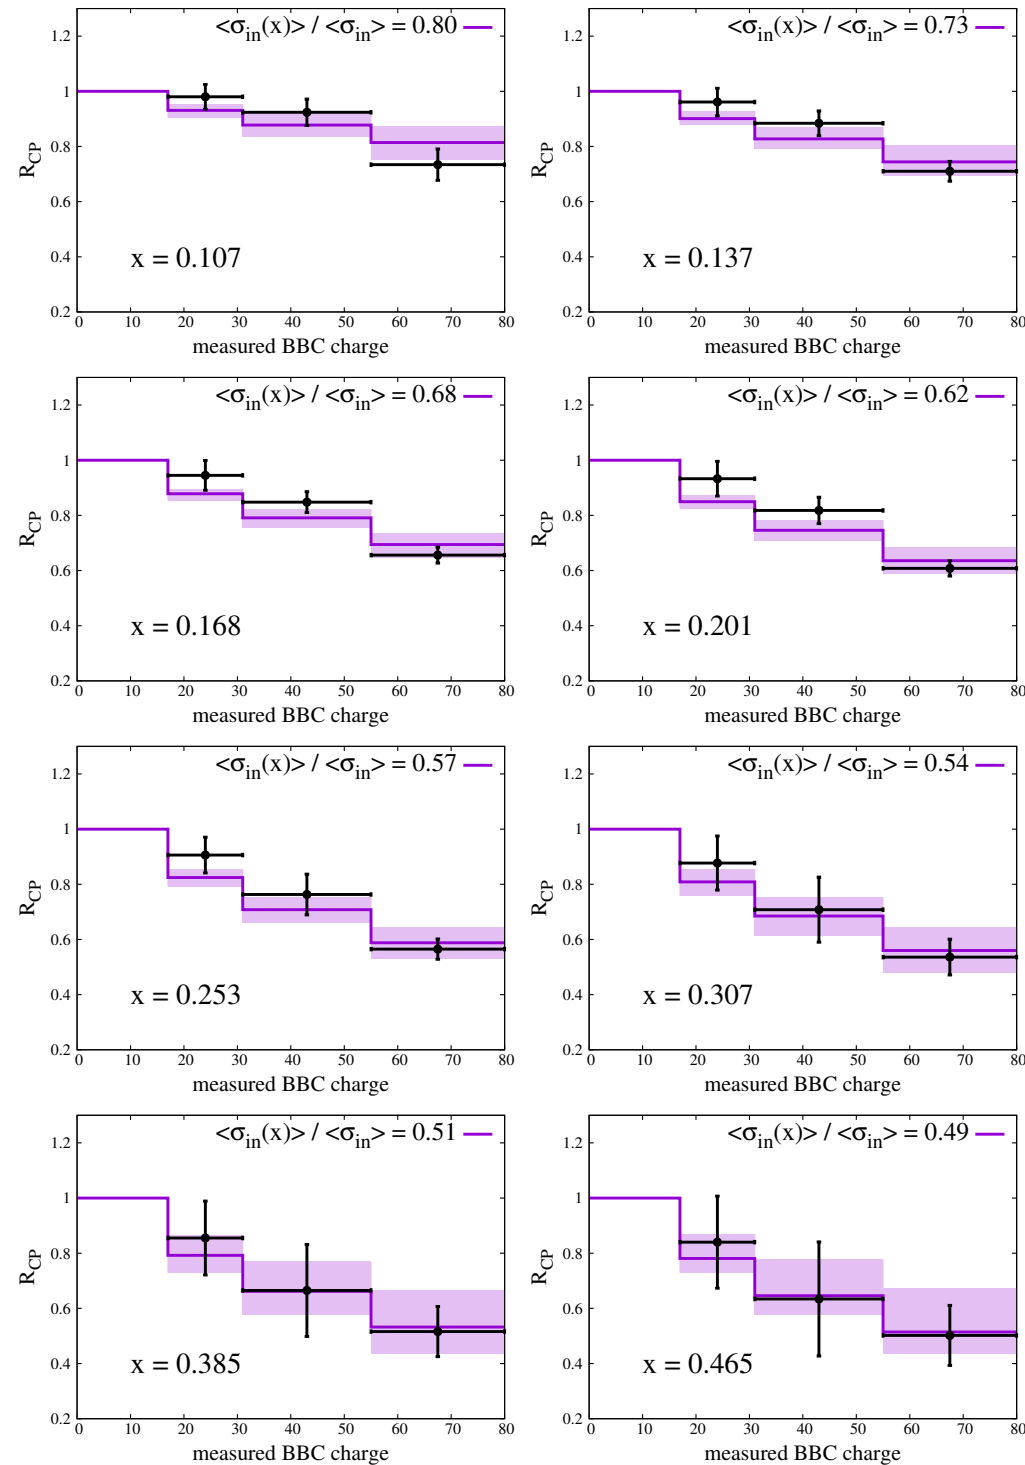 <σin(x)> / <σin> = 0.80
1.2
1
0.8
0.6
0.4
0.2
RCP
x = 0.107
0 10 20 30 40 50 60 70 80
measured BBC charge
<σin(x)> / <σin> = 0.73
1.2
1
0.8
0.6
0.4
0.2
RCP
x = 0.137
0 10 20 30 40 50 60 70 80
measured BBC charge
<σin(x)> / <σin> = 0.68
1.2
1
0.8
0.6
0.4
0.2
RCP
x = 0.168
0 10 20 30 40 50 60 70 80
measured BBC charge
<σin(x)> / <σin> = 0.62
1.2
1
0.8
0.6
0.4
0.2
RCP
x = 0.201
0 10 20 30 40 50 60 70 80
measured BBC charge
<σin(x)> / <σin> = 0.57
1.2
1
0.8
0.6
0.4
0.2
RCP
x = 0.253
0 10 20 30 40 50 60 70 80
measured BBC charge
<σin(x)> / <σin> = 0.54
1.2
1
0.8
0.6
0.4
0.2
RCP
x = 0.307
0 10 20 30 40 50 60 70 80
measured BBC charge
<σin(x)> / <σin> = 0.51
1.2
1
0.8
0.6
0.4
0.2
RCP
x = 0.385
0 10 20 30 40 50 60 70 80
measured BBC charge
<σin(x)> / <σin> = 0.49
1.2
1
0.8
0.6
0.4
0.2
RCP
x = 0.465
0 10 20 30 40 50 60 70 80
measured BBC charge